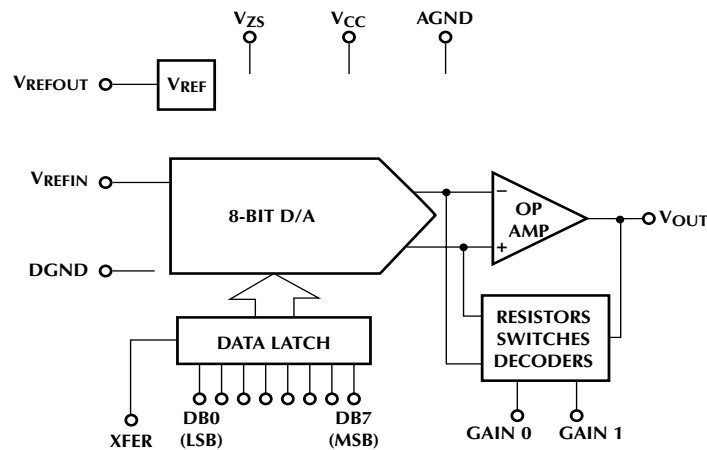 VZS
VCC
AGND
VREFOUT
VREF
VREFIN
8-BIT D/A
−
OP
AMP
+
VOUT
DGND
RESISTORS
SWITCHES
DECODERS
DATA LATCH
XFER
DB0
(LSB)
DB7
(MSB)
GAIN 0
GAIN 1